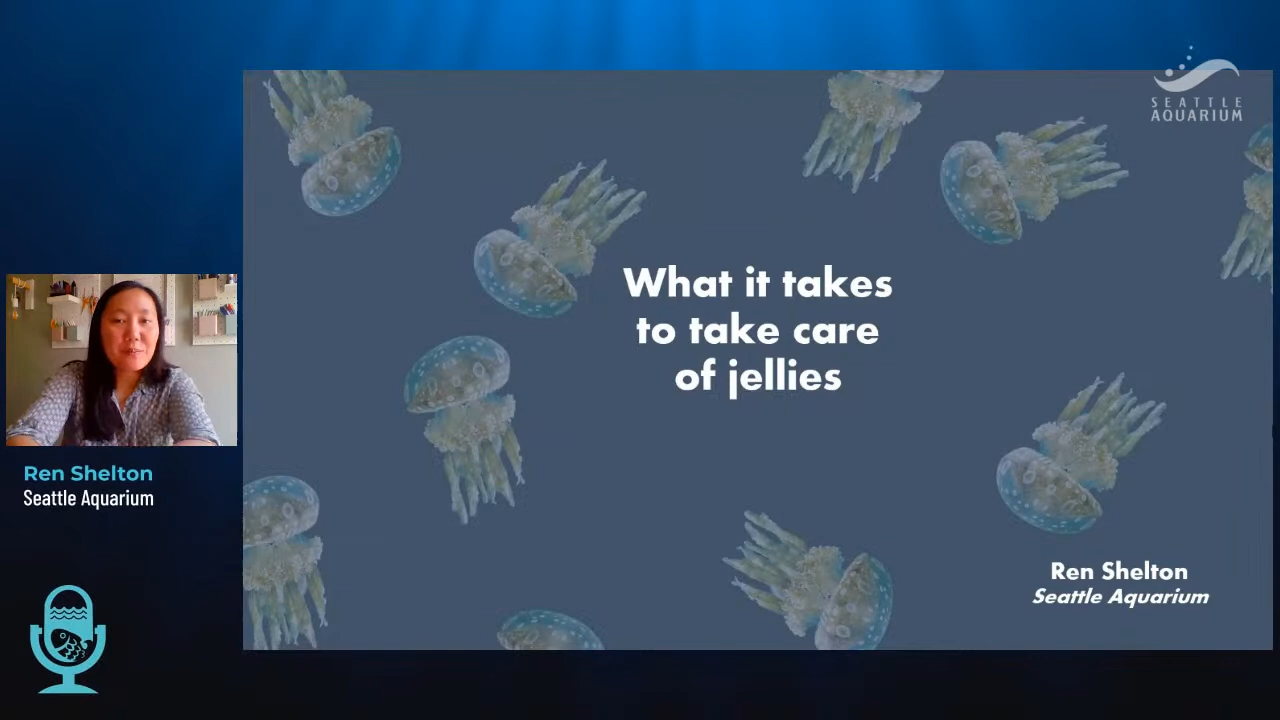 SEATTLE
AQUARIUM
What it takes
to take care
of jellies
Ren Shelton
Seattle Aquarium
Ren Shelton
Seattle Aquarium